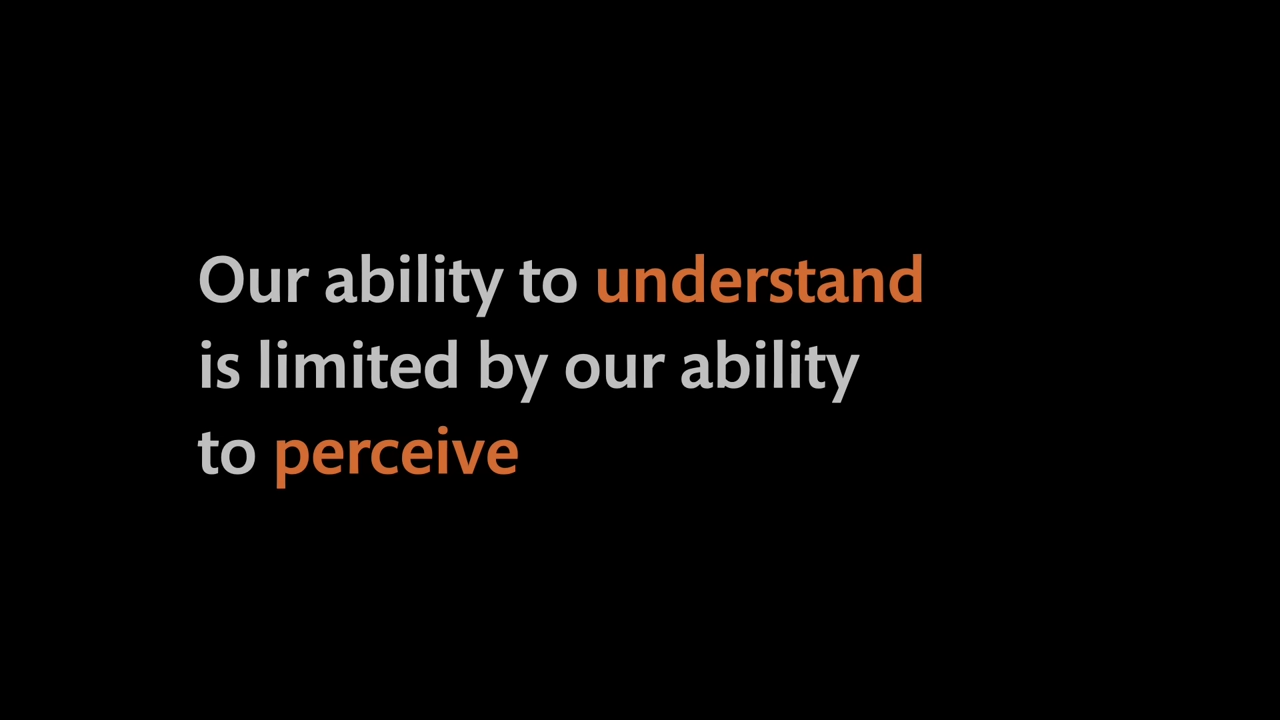 Our ability to understand
is limited by our ability
to perceive